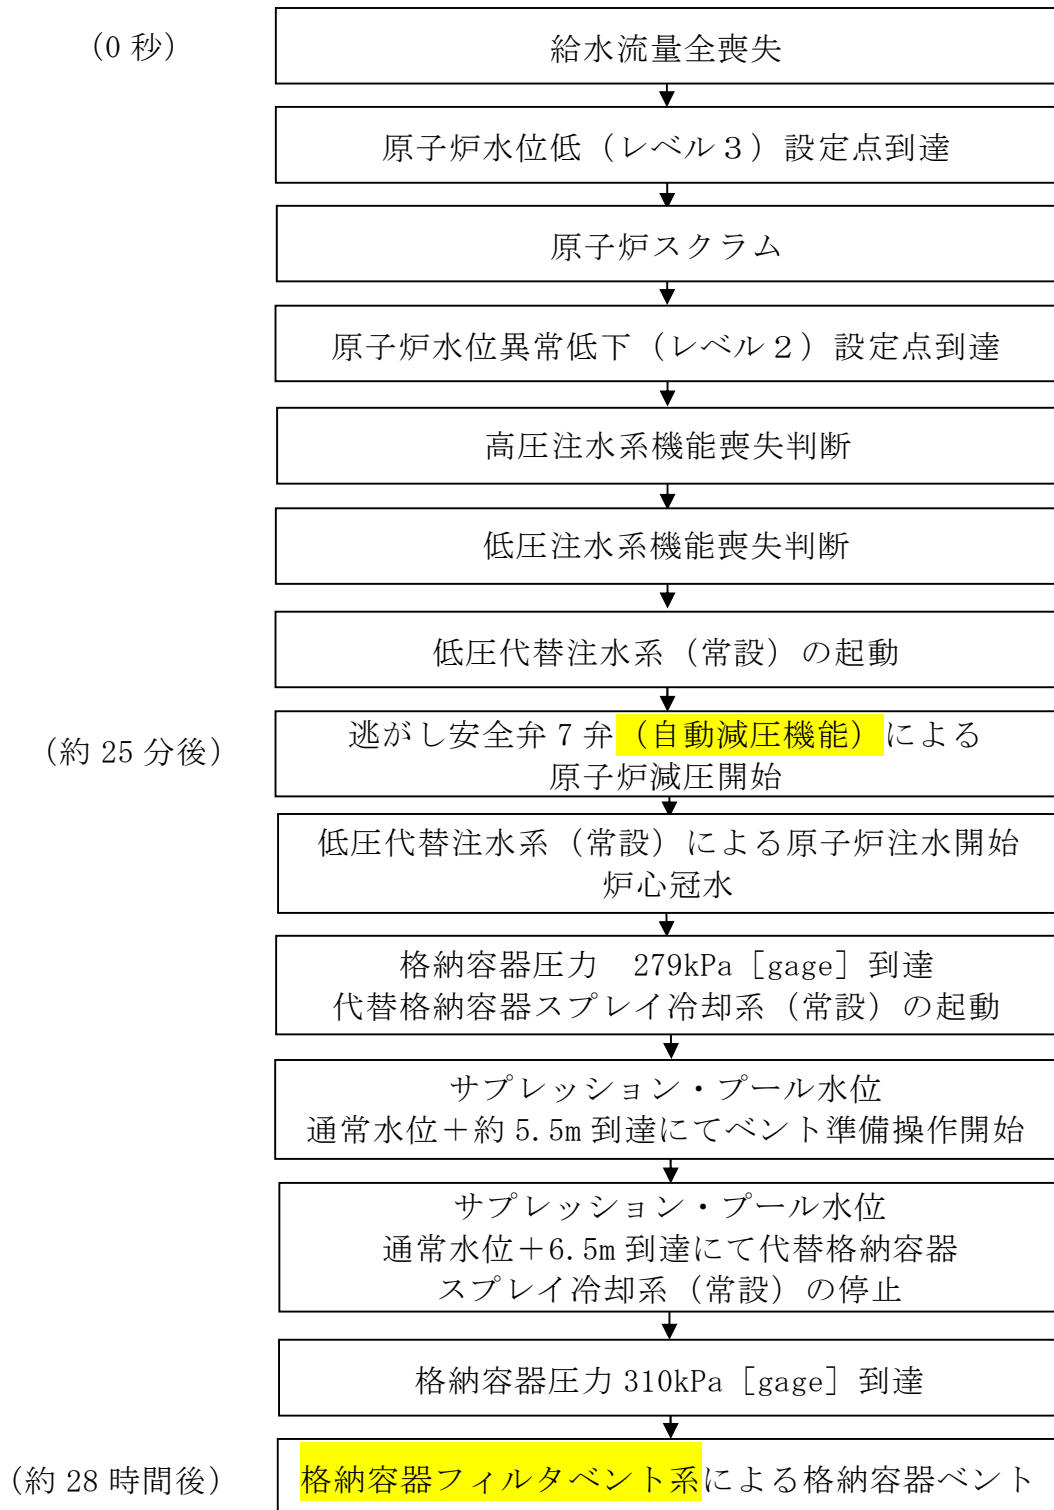 （0 秒）
給水流量全喪失
原子炉水位低（レベル３）設定点到達
原子炉スクラム
原子炉水位異常低下（レベル２）設定点到達
高圧注水系機能喪失判断
低圧注水系機能喪失判断
低圧代替注水系（常設）の起動
（約 25 分後）
逃がし安全弁 7 弁（自動減圧機能）による
原子炉減圧開始
低圧代替注水系（常設）による原子炉注水開始
炉心冠水
格納容器圧力　279kPa［gage］到達
代替格納容器スプレイ冷却系（常設）の起動
サプレッション・プール水位
通常水位＋約 5.5m 到達にてベント準備操作開始
サプレッション・プール水位
通常水位＋6.5m 到達にて代替格納容器
スプレイ冷却系（常設）の停止
格納容器圧力 310kPa［gage］到達
（約 28 時間後）
格納容器フィルタベント系による格納容器ベント